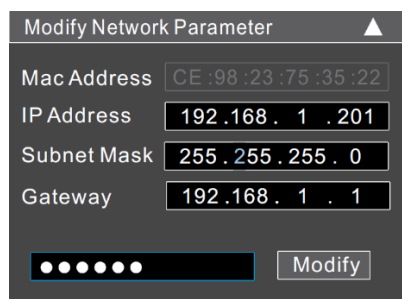 Modify Network Parameter
Mac Address CE :98 :23 :75 :35 :22
IP Address 192 .168 . 1 . 201
Subnet Mask 255 . 255 . 255 . 0
Gateway 192 .168 . 1 . 1
●●●●●● Modify